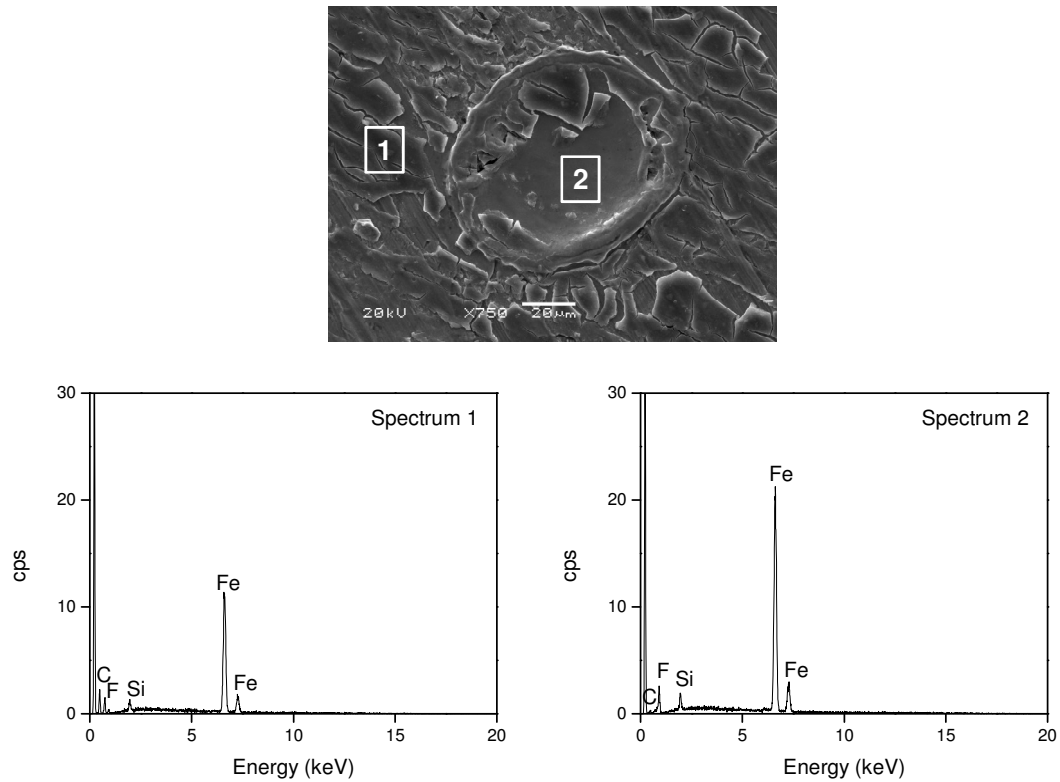 1
2
20kV X750 20μm
Spectrum 1
Fe
Fe
C
F
Si
cps
30
20
10
0
0 5 10 15 20
Energy (keV)
Spectrum 2
Fe
Fe
F
C
Si
cps
30
20
10
0
0 5 10 15 20
Energy (keV)